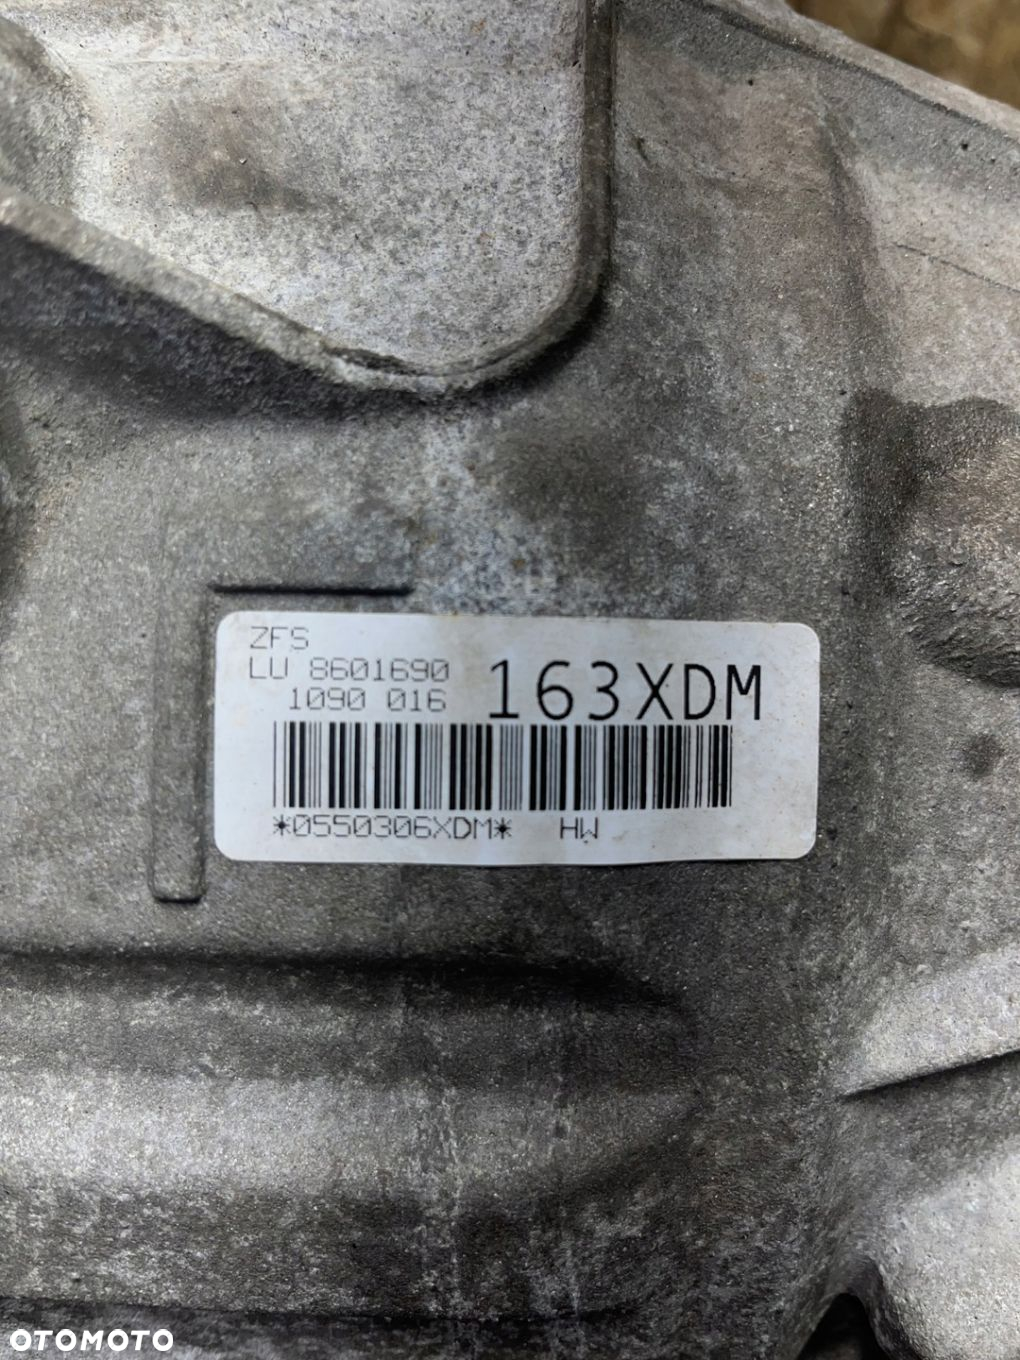 ZFS
LU 8601690
1090 016
163XDM
*0550306XDM* HW
OTOMOTO